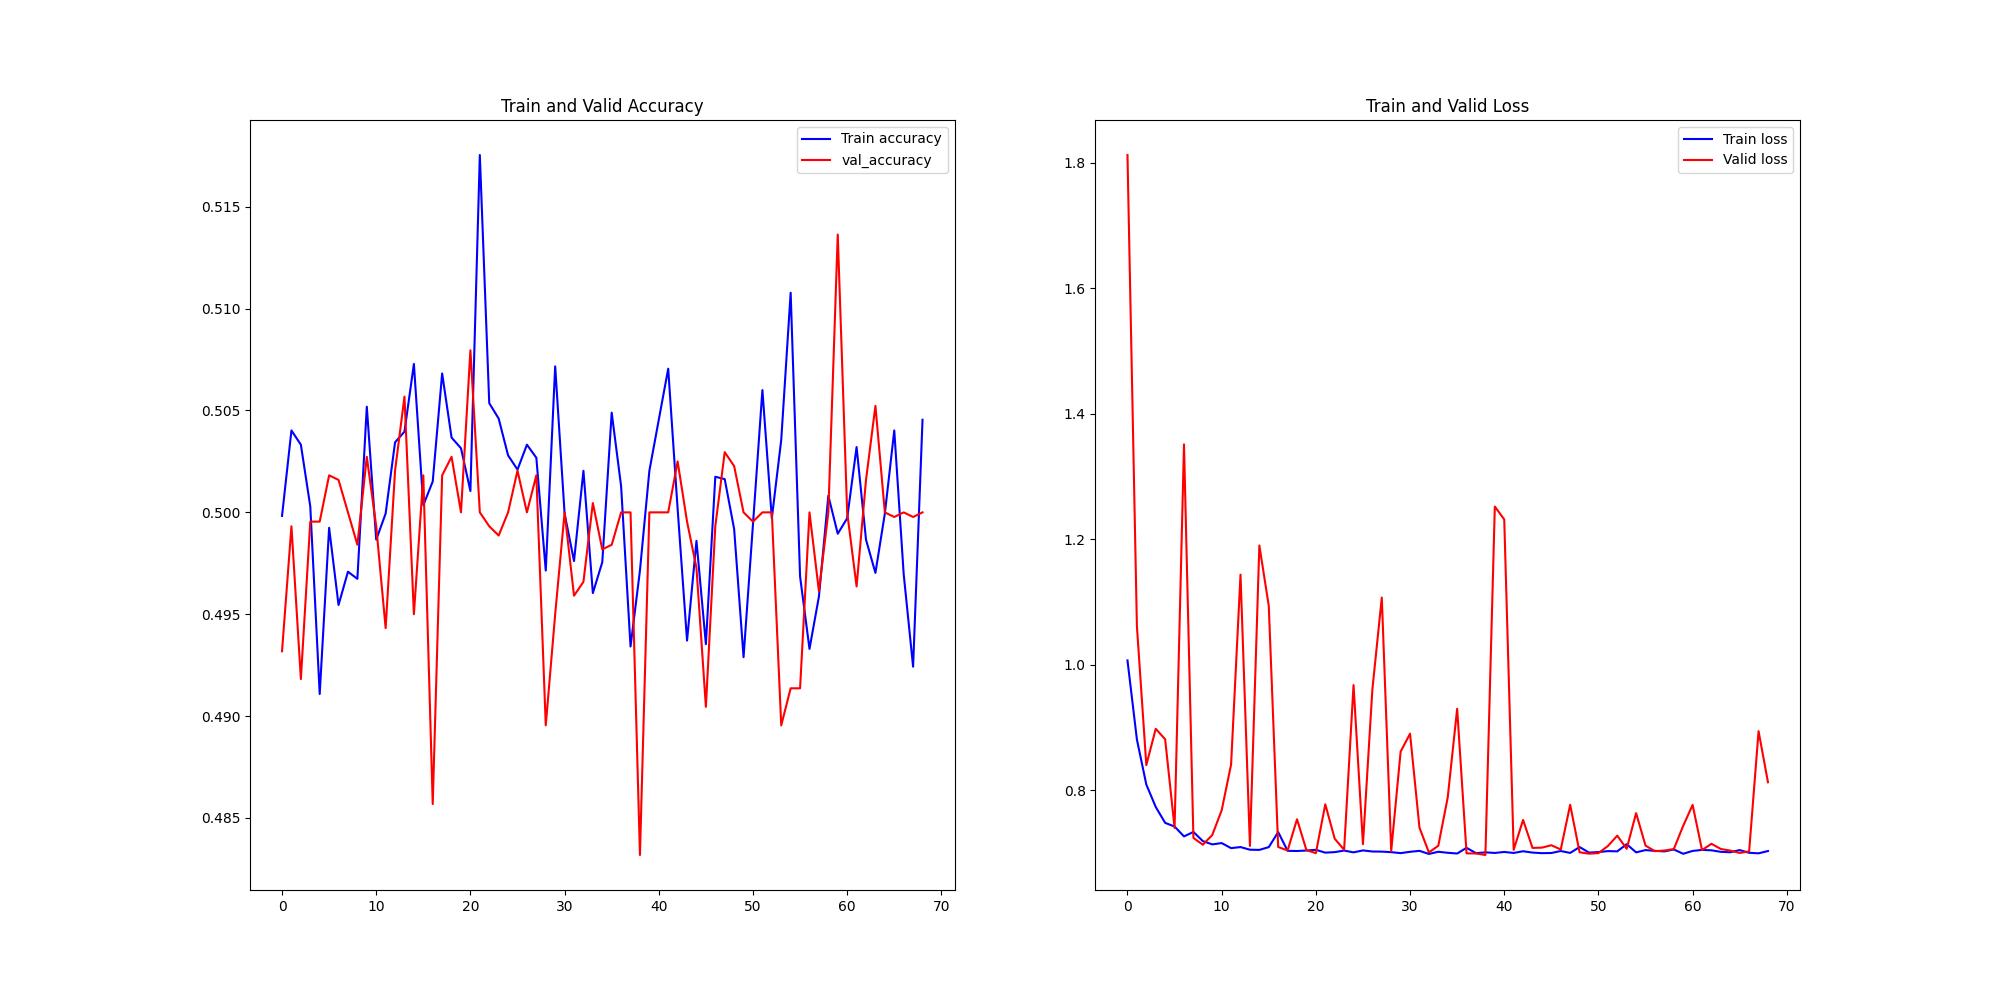 Train and Valid Accuracy
Train accuracy
val_accuracy
0.515
0.510
0.505
0.500
0.495
0.490
0.485
0 10 20 30 40 50 60 70
Train and Valid Loss
Train loss
Valid loss
1.8
1.6
1.4
1.2
1.0
0.8
0 10 20 30 40 50 60 70